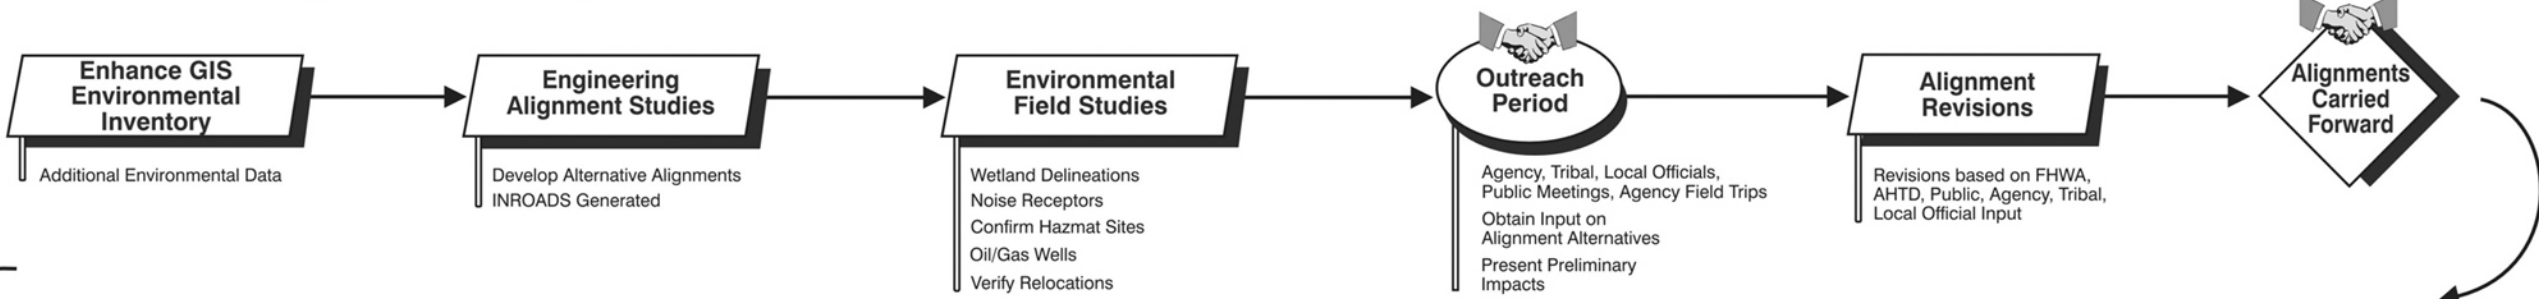 Enhance GIS
Environmental
Inventory
Additional Environmental Data
Engineering
Alignment Studies
Develop Alternative Alignments
INROADS Generated
Environmental
Field Studies
Wetland Delineations
Noise Receptors
Confirm Hazmat Sites
Oil/Gas Wells
Verify Relocations
Outreach
Period
Agency, Tribal, Local Officials,
Public Meetings, Agency Field Trips
Obtain Input on
Alignment Alternatives
Present Preliminary
Impacts
Alignment
Revisions
Revisions based on FHWA,
AHTD, Public, Agency, Tribal,
Local Official Input
Alignments
Carried
Forward